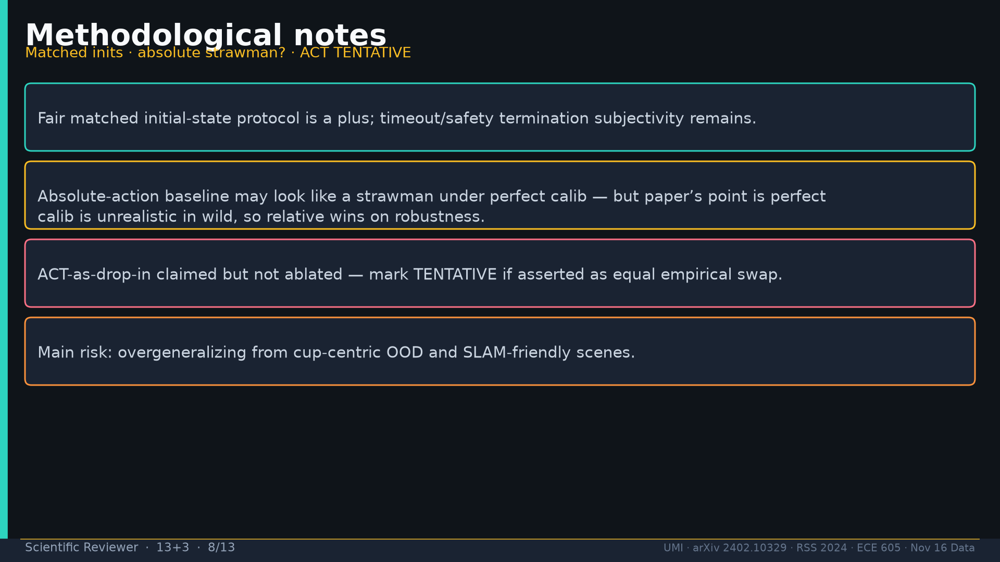 Methodological notes
Matched inits · absolute strawman? · ACT TENTATIVE
Fair matched initial-state protocol is a plus; timeout/safety termination subjectivity remains.
Absolute-action baseline may look like a strawman under perfect calib — but paper’s point is perfect
calib is unrealistic in wild, so relative wins on robustness.
ACT-as-drop-in claimed but not ablated — mark TENTATIVE if asserted as equal empirical swap.
Main risk: overgeneralizing from cup-centric OOD and SLAM-friendly scenes.
Scientific Reviewer · 13+3 · 8/13
UMI · arXiv 2402.10329 · RSS 2024 · ECE 605 · Nov 16 Data